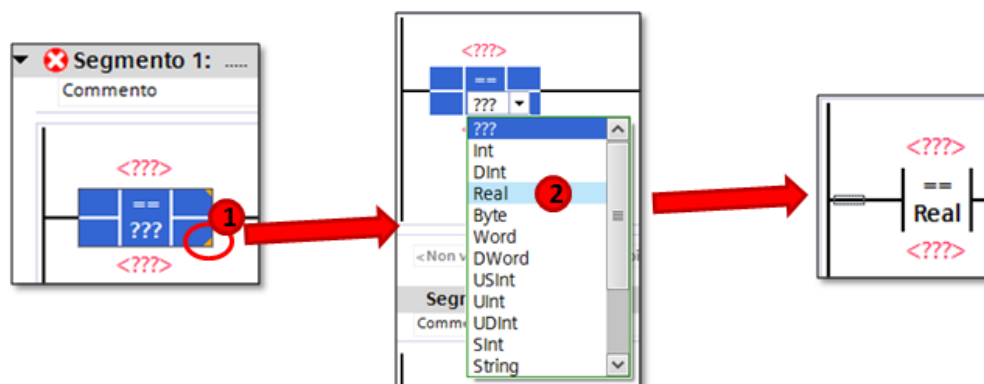 Segmento 1: .....
Commento
<???>
==
???
<???>
1
<???>
==
???
???
Int
DInt
Real
2
Byte
Word
DWord
USInt
UInt
UDInt
SInt
String
<Non v
Segm
Comme
<???>
==
Real
<???>